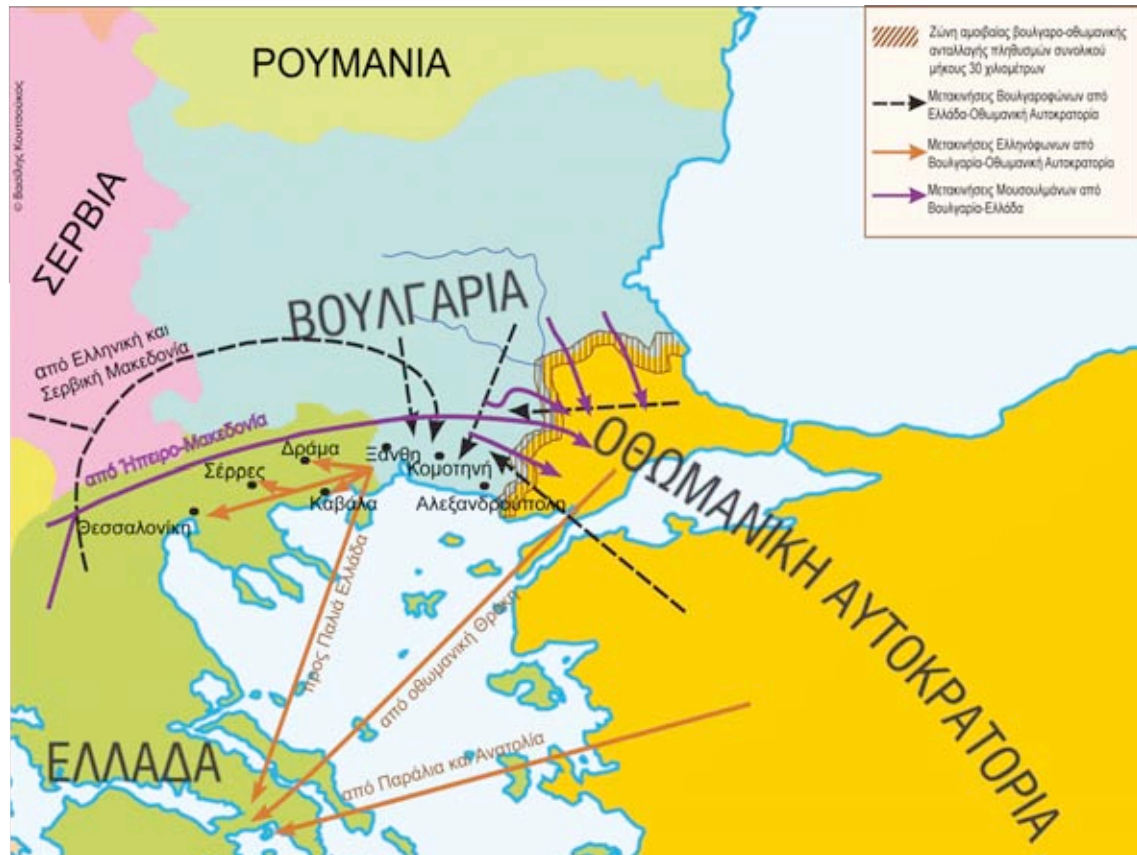 ΡΟΥΜΑΝΙΑ
© Βασίλης Κουτσούκος
ΣΕΡΒΙΑ
ΒΟΥΛΓΑΡΙΑ
από Ελληνική και
Σερβική Μακεδονία
από Ήπειρο-Μακεδονία
Δράμα
Ξάνθη
Σέρρες
Κομοτηνή
Καβάλα
Αλεξανδρούπολη
Θεσσαλονίκη
ΟΘΩΜΑΝΙΚΗ ΑΥΤΟΚΡΑΤΟΡΙΑ
προς Παλιά Ελλάδα
από οθωμανική Θράκη
από Παράλια και Ανατολία
ΕΛΛΑΔΑ
Ζώνη αμοιβαίας βουλγαρο-οθωμανικής
ανταλλαγής πληθυσμών συνολικού
μήκους 30 χιλιομέτρων
Μετακινήσεις Βουλγαροφώνων από
Ελλάδα-Οθωμανική Αυτοκρατορία
Μετακινήσεις Ελληνόφωνων από
Βουλγαρία-Οθωμανική Αυτοκρατορία
Μετακινήσεις Μουσουλμάνων από
Βουλγαρία-Ελλάδα